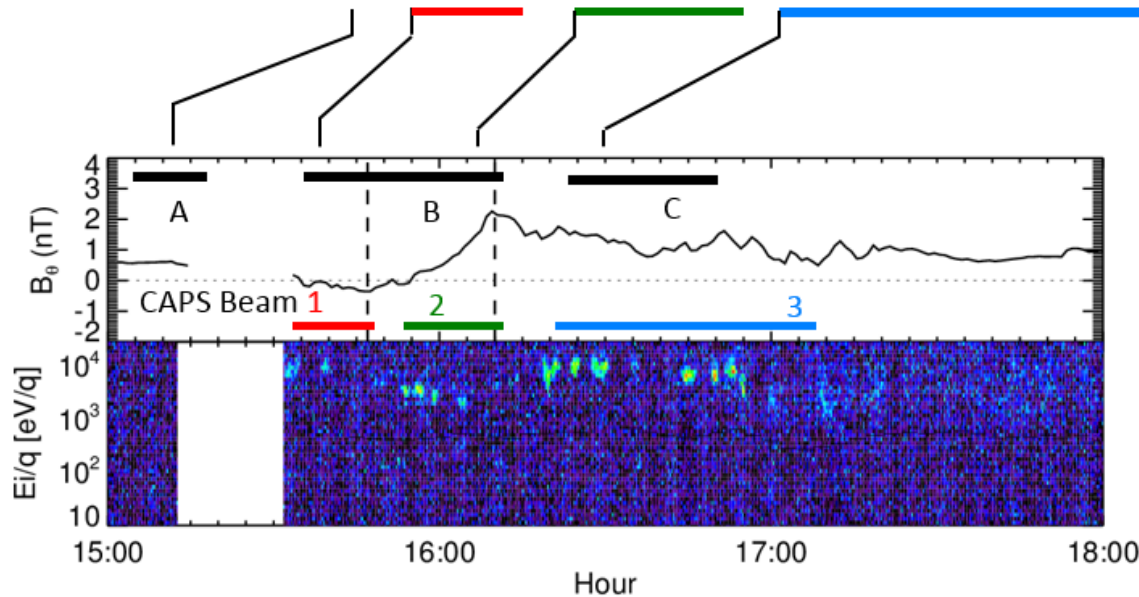 4
3
2
1
0
-1
-2
Bθ (nT)
A
B
C
CAPS Beam 1
2
3
10⁴
10³
10²
10
Ei/q [eV/q]
15:00
16:00
17:00
18:00
Hour